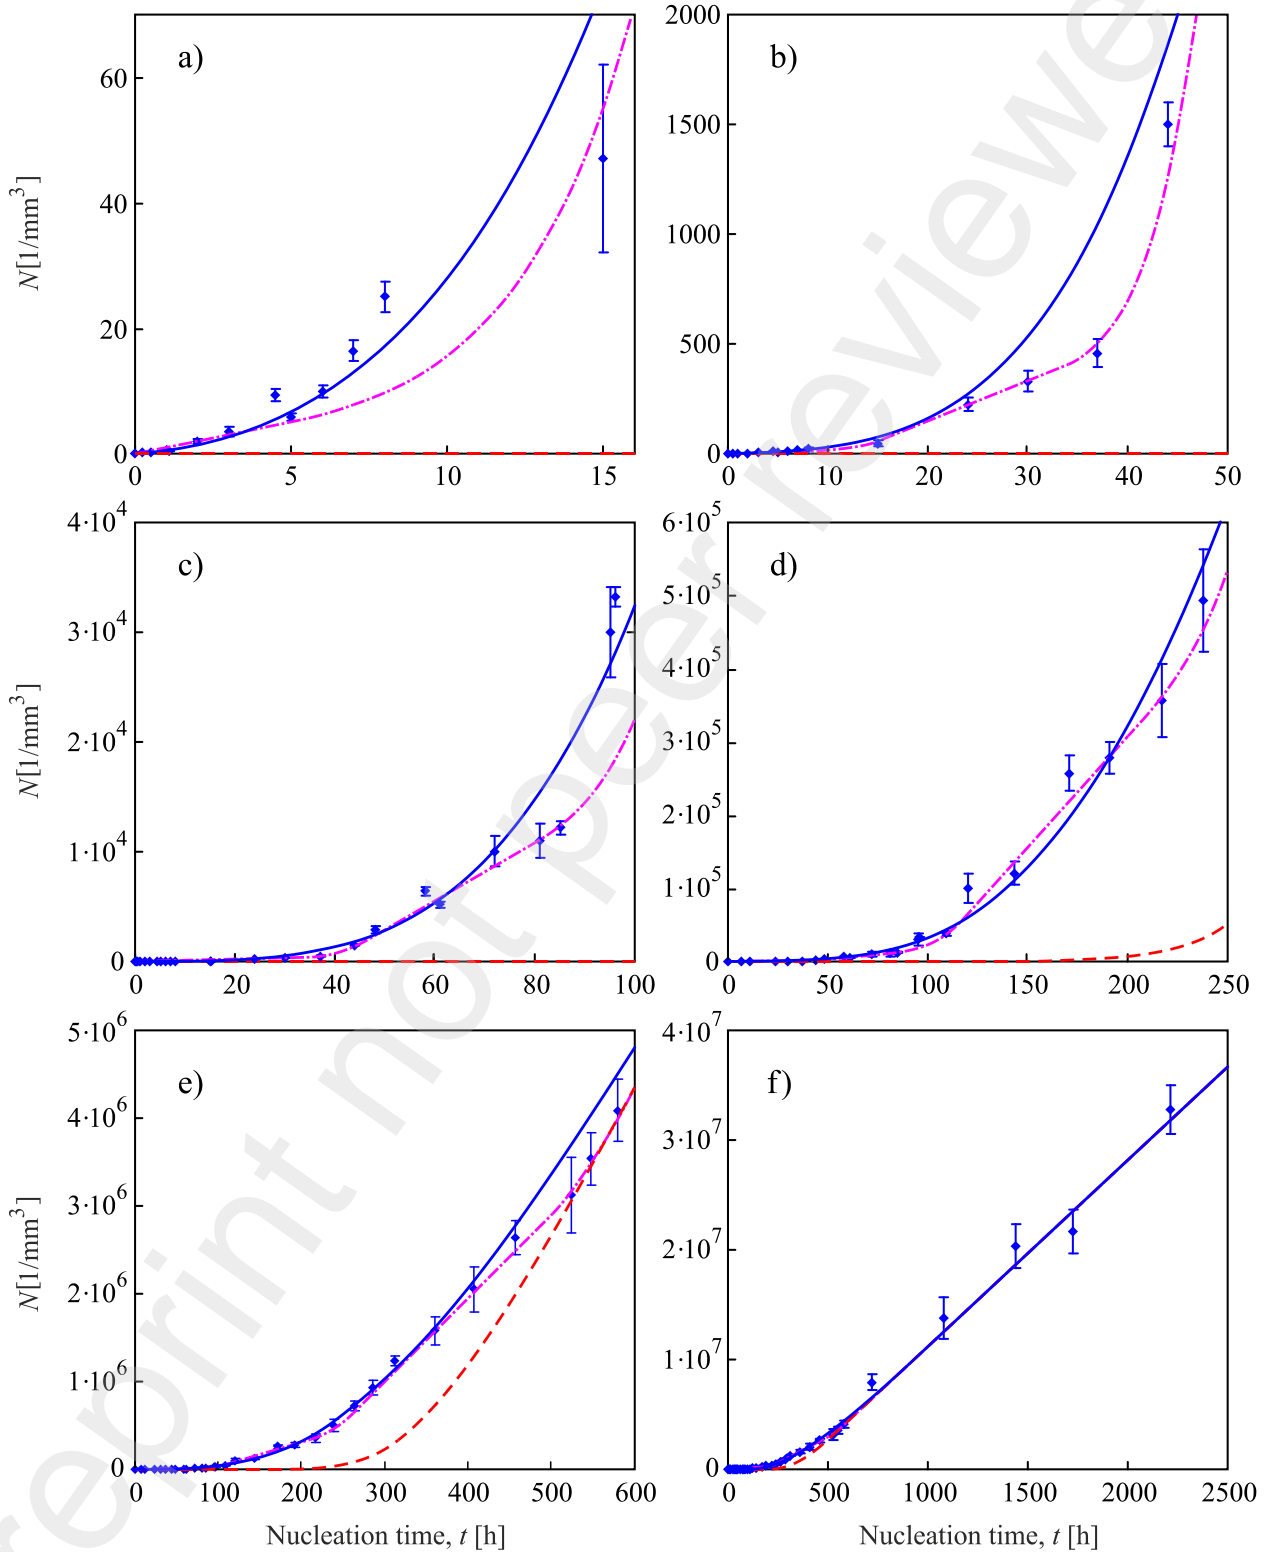 a)
60
40
20
0
0 5 10 15
N[1/mm³]
b)
2000
1500
1000
500
0
0 10 20 30 40 50
c)
4·10⁴
3·10⁴
2·10⁴
1·10⁴
0
0 20 40 60 80 100
N[1/mm³]
d)
6·10⁵
5·10⁵
4·10⁵
3·10⁵
2·10⁵
1·10⁵
0
0 50 100 150 200 250
e)
5·10⁶
4·10⁶
3·10⁶
2·10⁶
1·10⁶
0
0 100 200 300 400 500 600
N[1/mm³]
Nucleation time, t [h]
f)
4·10⁷
3·10⁷
2·10⁷
1·10⁷
0
0 500 1000 1500 2000 2500
Nucleation time, t [h]
reprint not peer reviewe